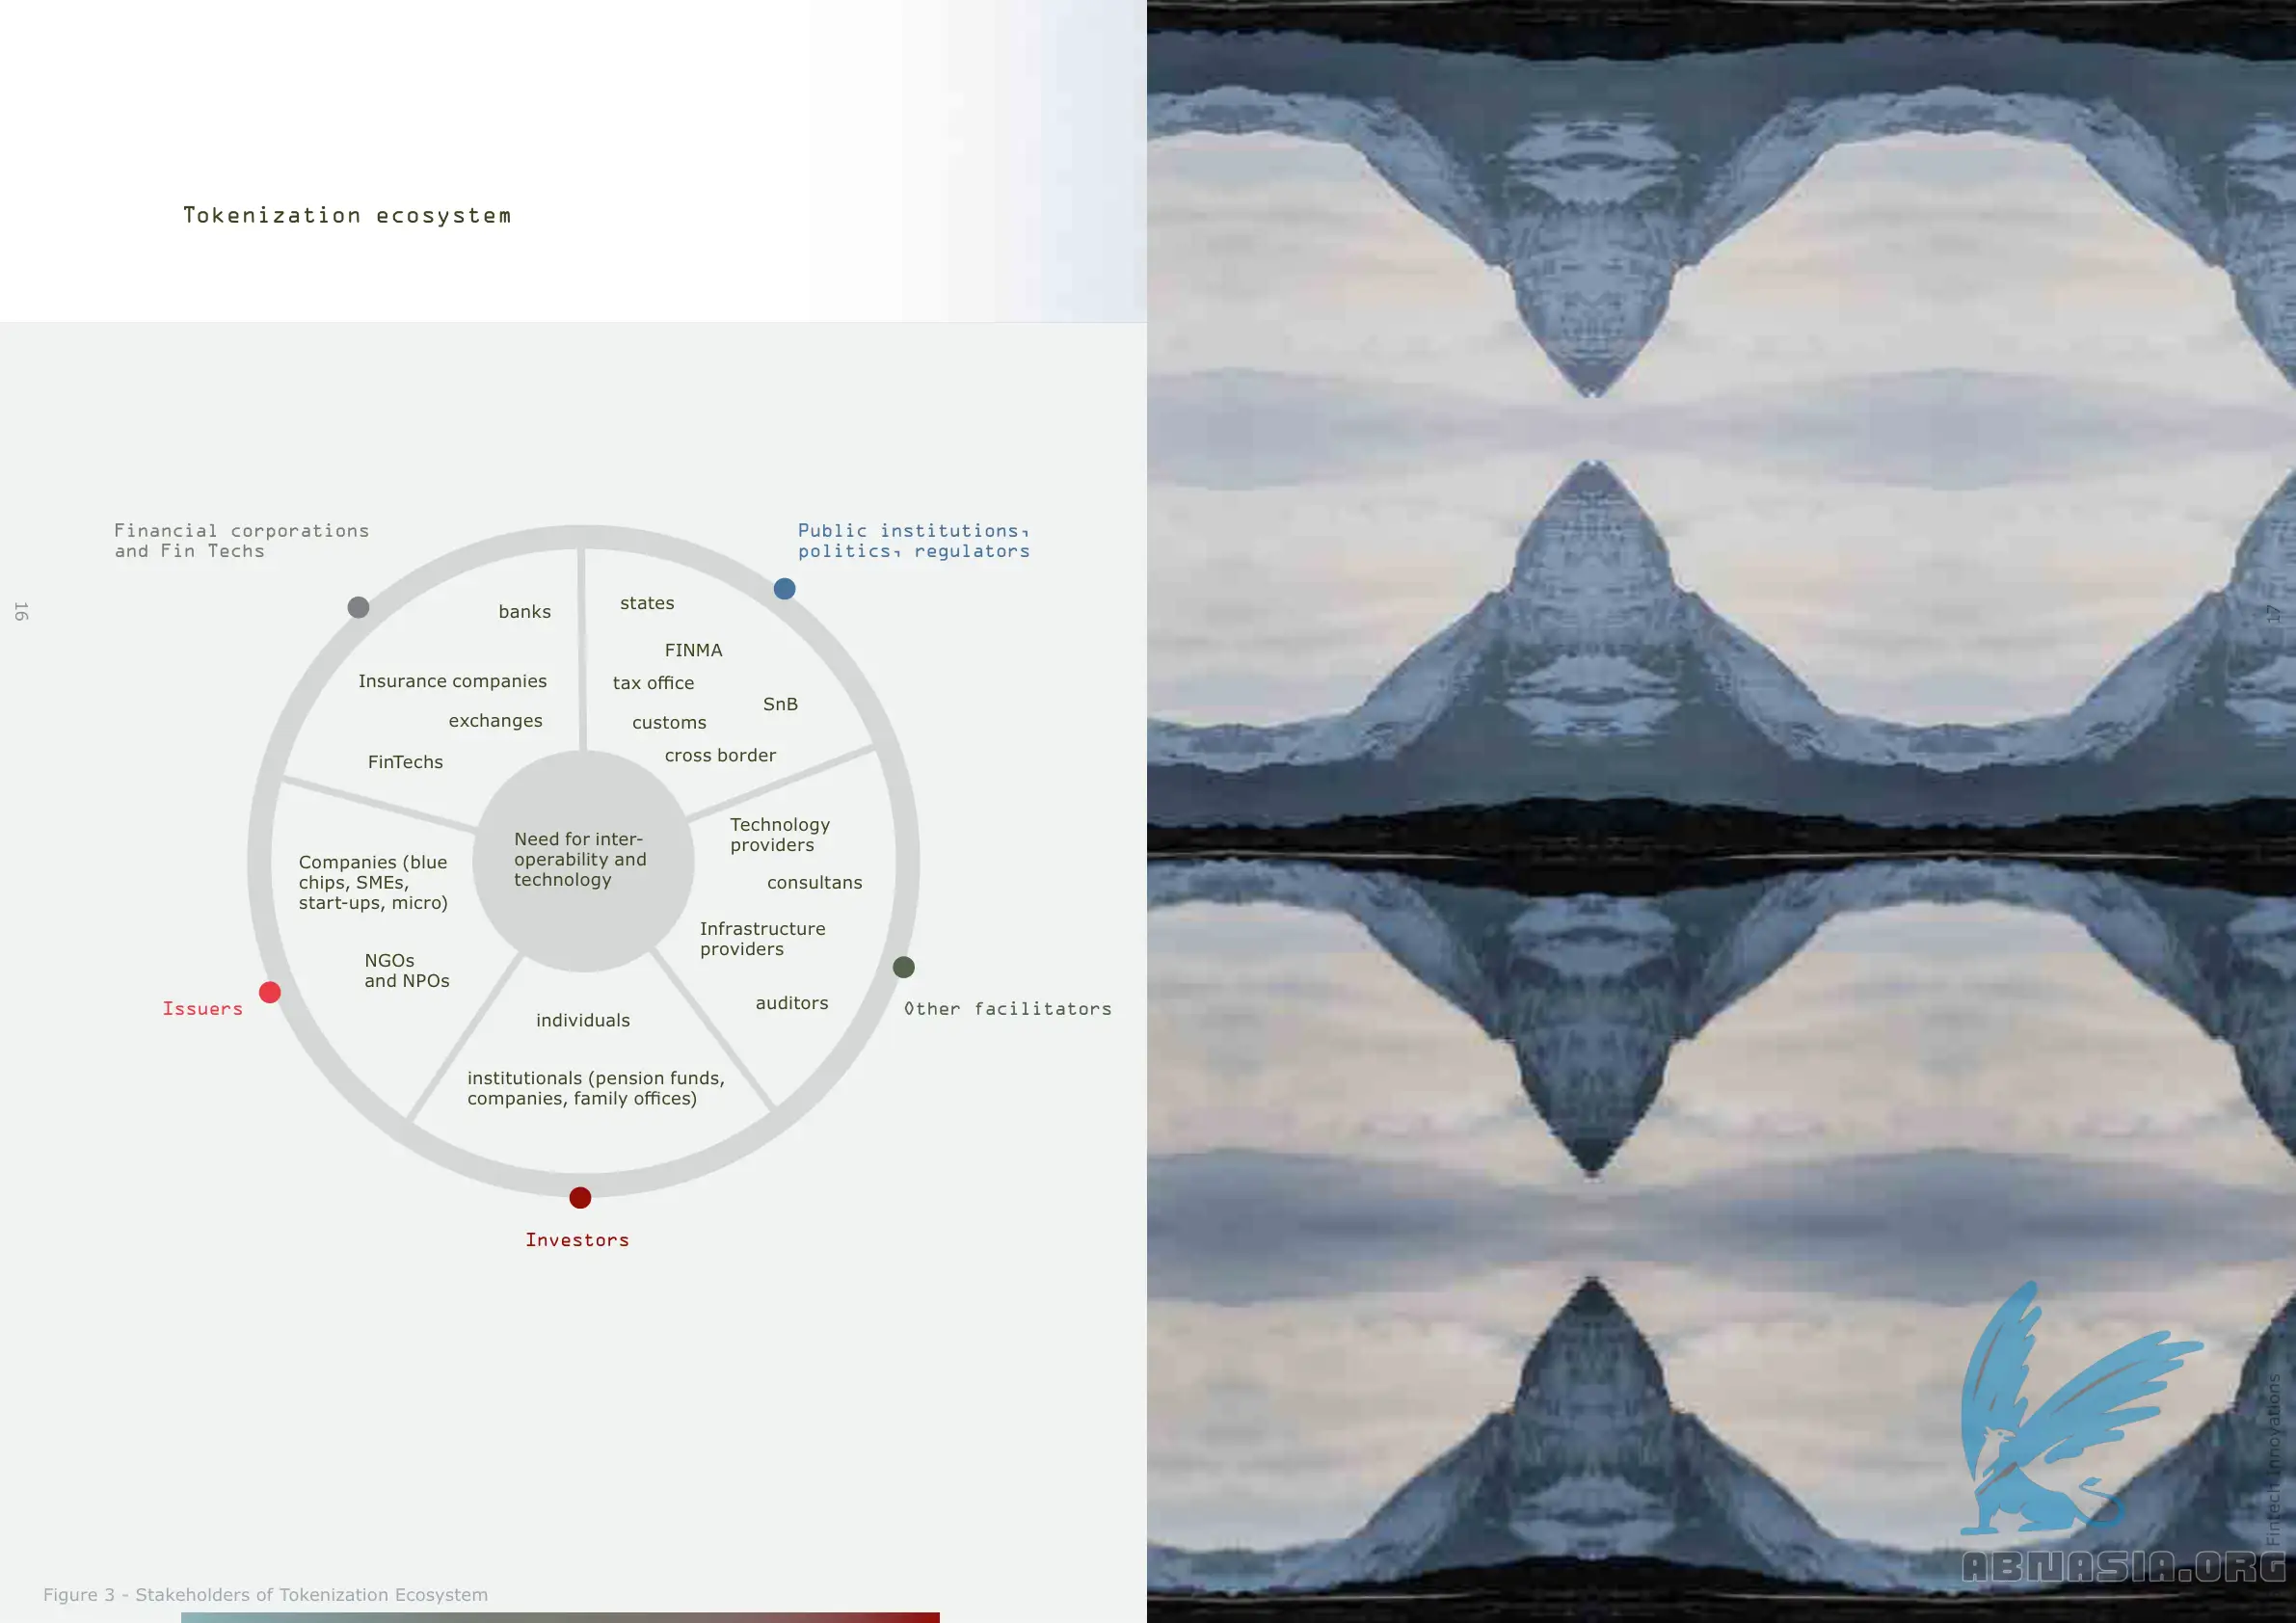 Tokenization ecosystem
Financial corporations
and Fin Techs
Public institutions,
politics, regulators
16
banks
Insurance companies
exchanges
FinTechs
states
FINMA
tax office
SnB
customs
cross border
Need for inter-
operability and
technology
Technology
providers
consultans
Infrastructure
providers
auditors
Other facilitators
Companies (blue
chips, SMEs,
start-ups, micro)
NGOs
and NPOs
Issuers
individuals
institutionals (pension funds,
companies, family offices)
Investors
Figure 3 - Stakeholders of Tokenization Ecosystem
17
Fintech Innovations
ABNASIA.ORG